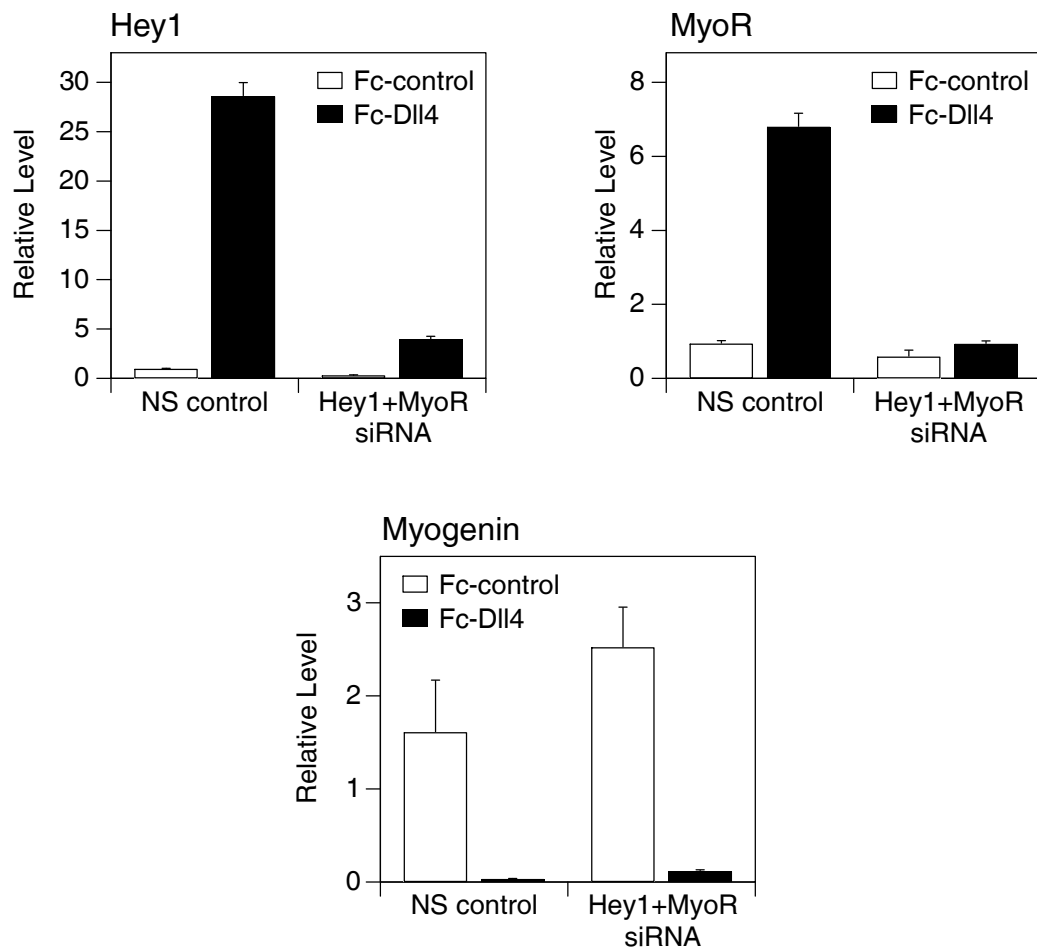 Hey1
Relative Level
30
25
20
15
10
5
0
Fc-control
Fc-Dll4
NS control
Hey1+MyoR
siRNA
MyoR
Relative Level
8
6
4
2
0
Fc-control
Fc-Dll4
NS control
Hey1+MyoR
siRNA
Myogenin
Relative Level
3
2
1
0
Fc-control
Fc-Dll4
NS control
Hey1+MyoR
siRNA